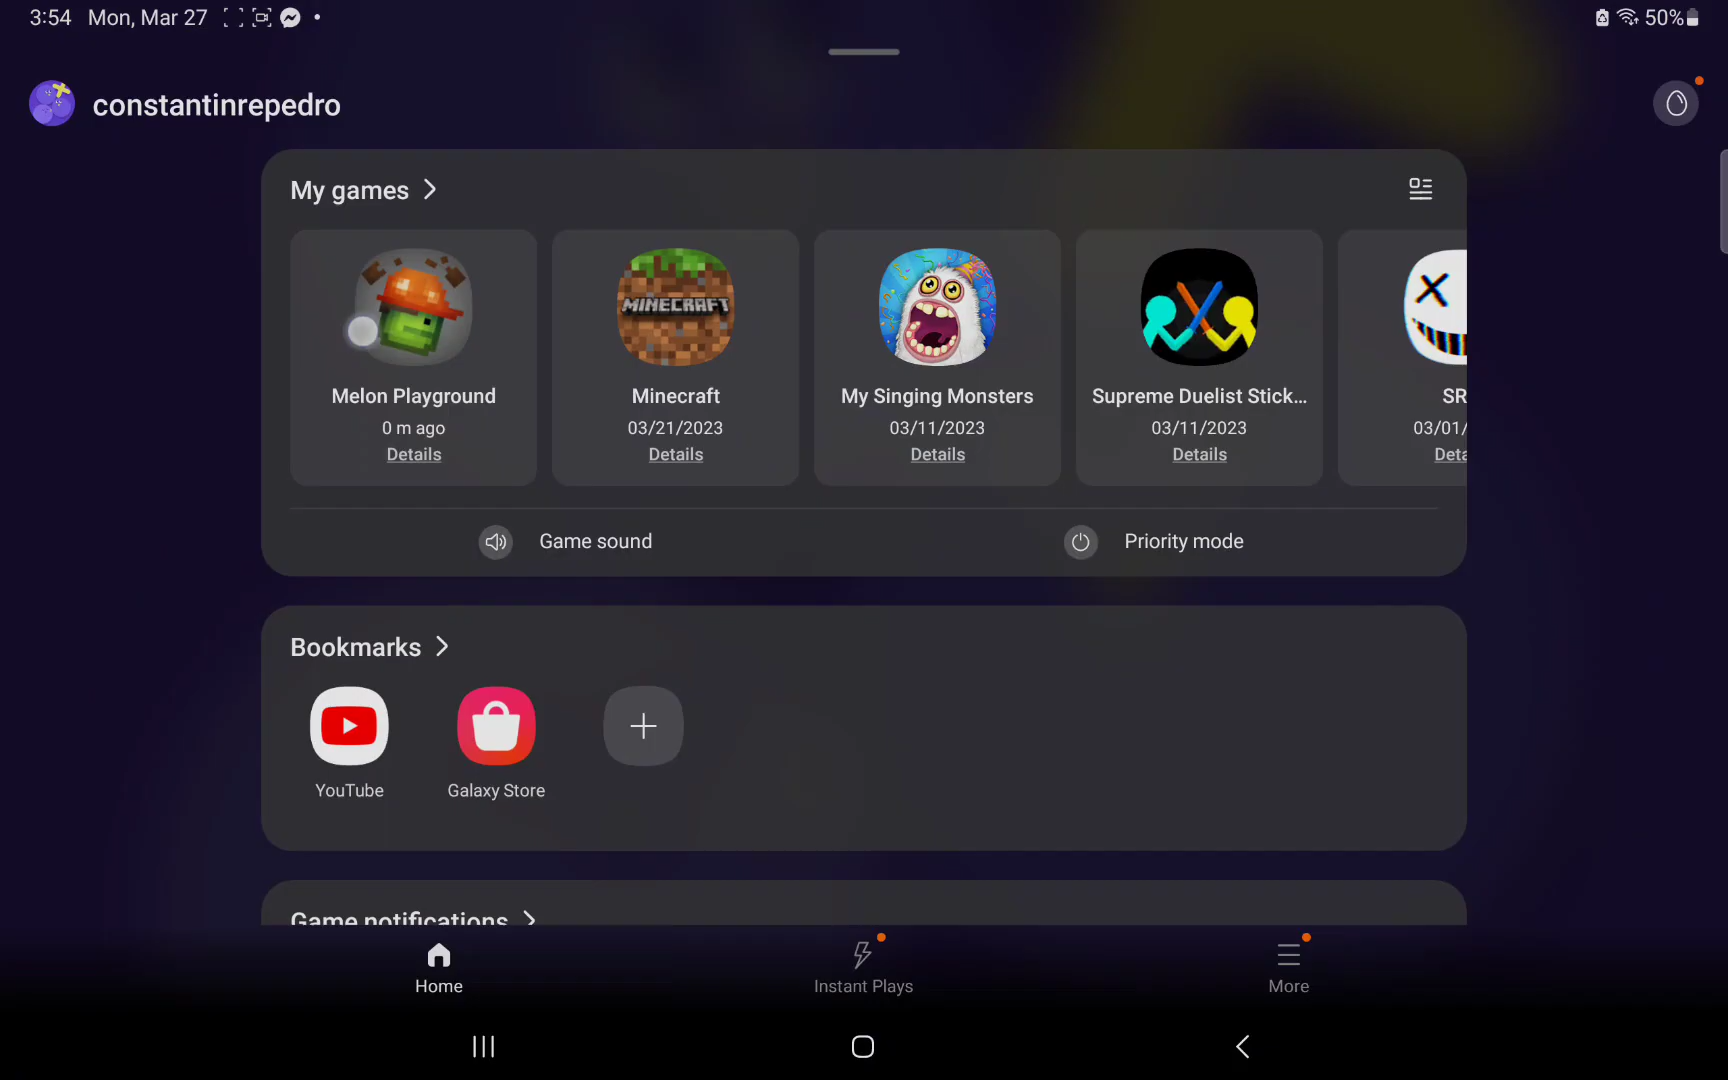 3:54 Mon, Mar 27
50%
constantinrepedro
My games
MINECRAFT
Melon Playground
0 m ago
Details
Minecraft
03/21/2023
Details
My Singing Monsters
03/11/2023
Details
Supreme Duelist Stick...
03/11/2023
Details
SR
03/01/
Deta
Game sound
Priority mode
Bookmarks
YouTube
Galaxy Store
Game notifications
Home
Instant Plays
More